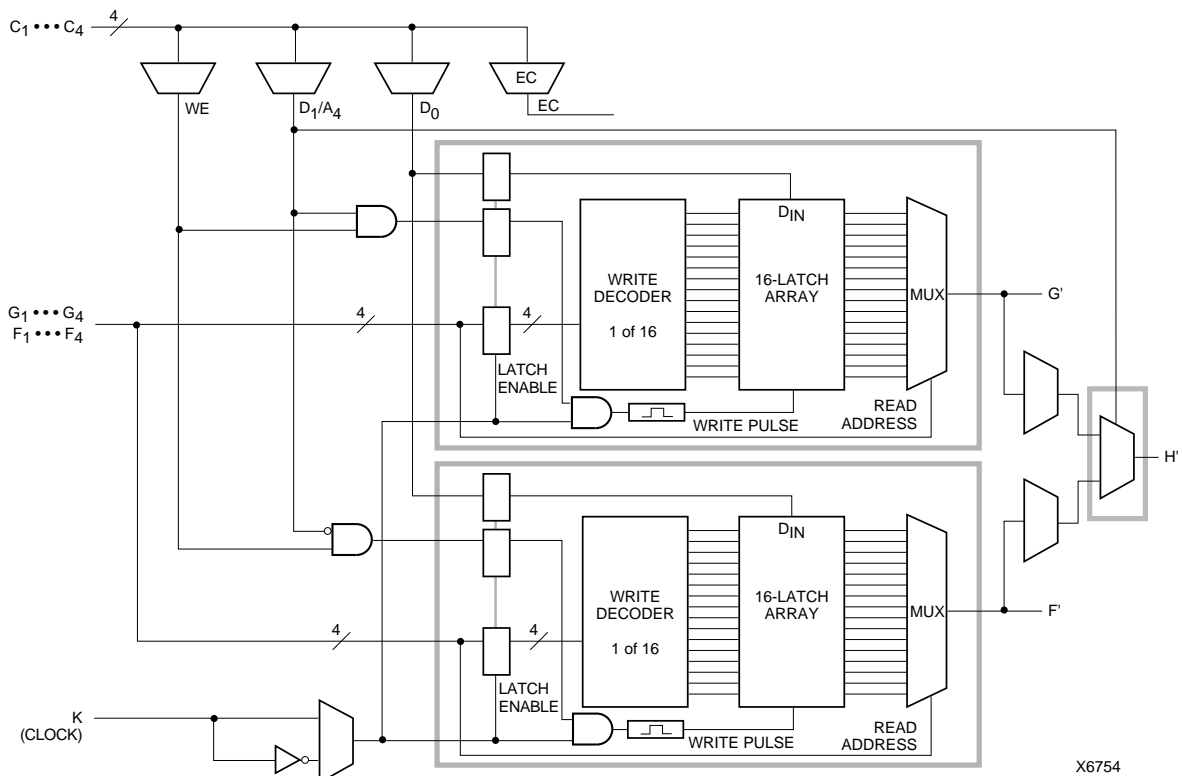 C1 ••• C4
4
WE
D1/A4
D0
EC
EC
DIN
WRITE
DECODER
1 of 16
16-LATCH
ARRAY
MUX
G'
G1 ••• G4
F1 ••• F4
4
4
LATCH
ENABLE
WRITE PULSE
READ
ADDRESS
H'
DIN
WRITE
DECODER
1 of 16
16-LATCH
ARRAY
MUX
F'
4
4
LATCH
ENABLE
WRITE PULSE
READ
ADDRESS
K
(CLOCK)
X6754